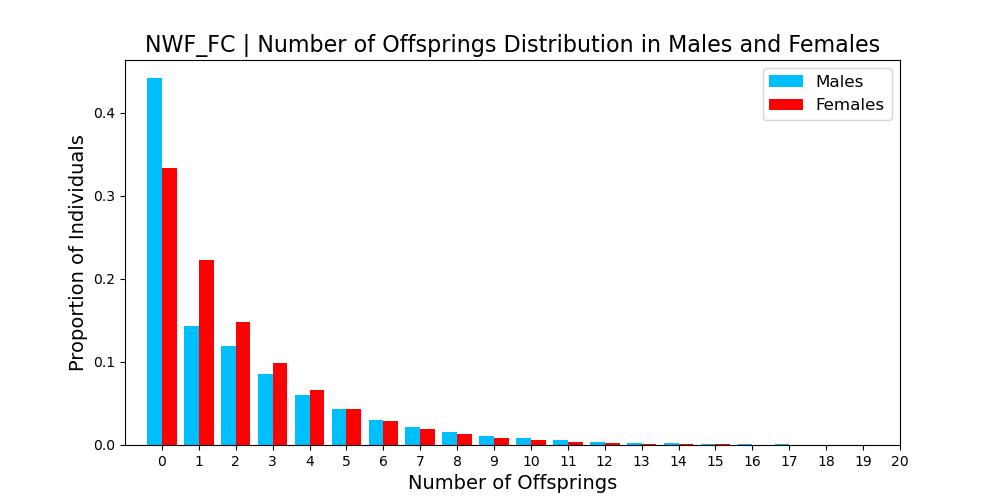 NWF_FC | Number of Offsprings Distribution in Males and Females
Males
Females
Proportion of Individuals
0.4
0.3
0.2
0.1
0.0
0 1 2 3 4 5 6 7 8 9 10 11 12 13 14 15 16 17 18 19 20
Number of Offsprings